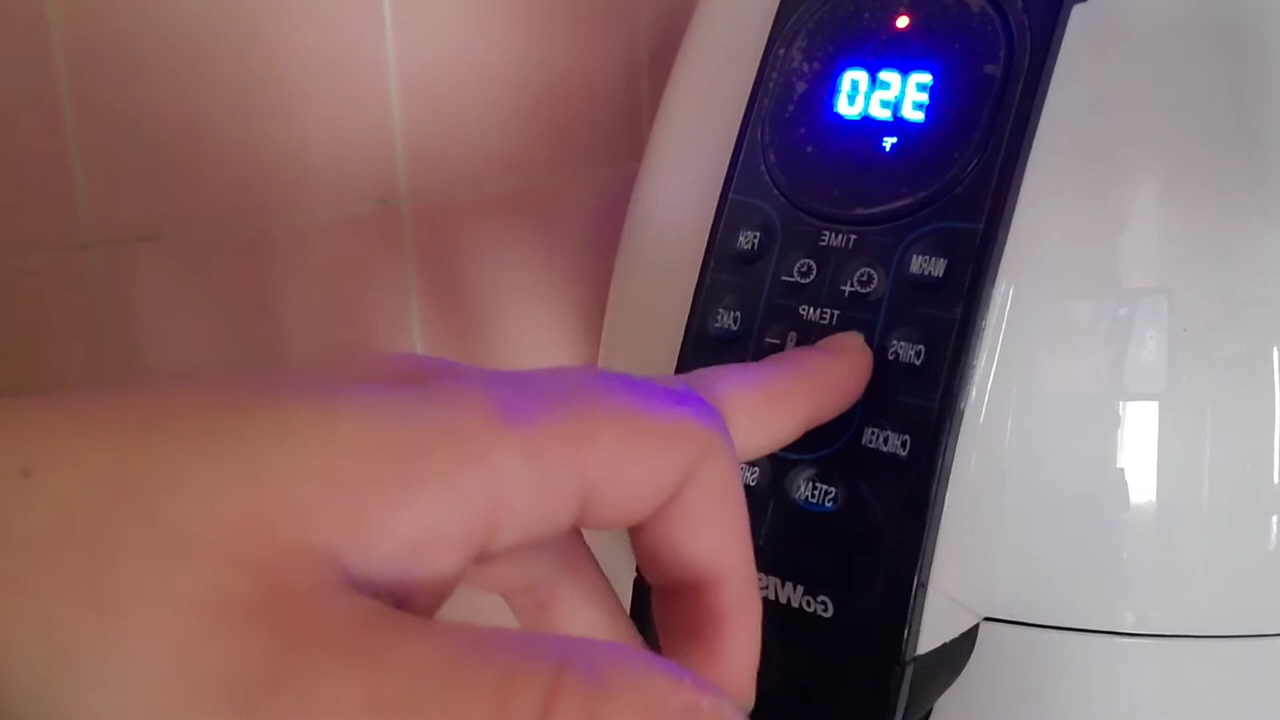 350
°F
TIME
WARM
FISH
TEMP
CAKE
CHIPS
CHICKEN
STEAK